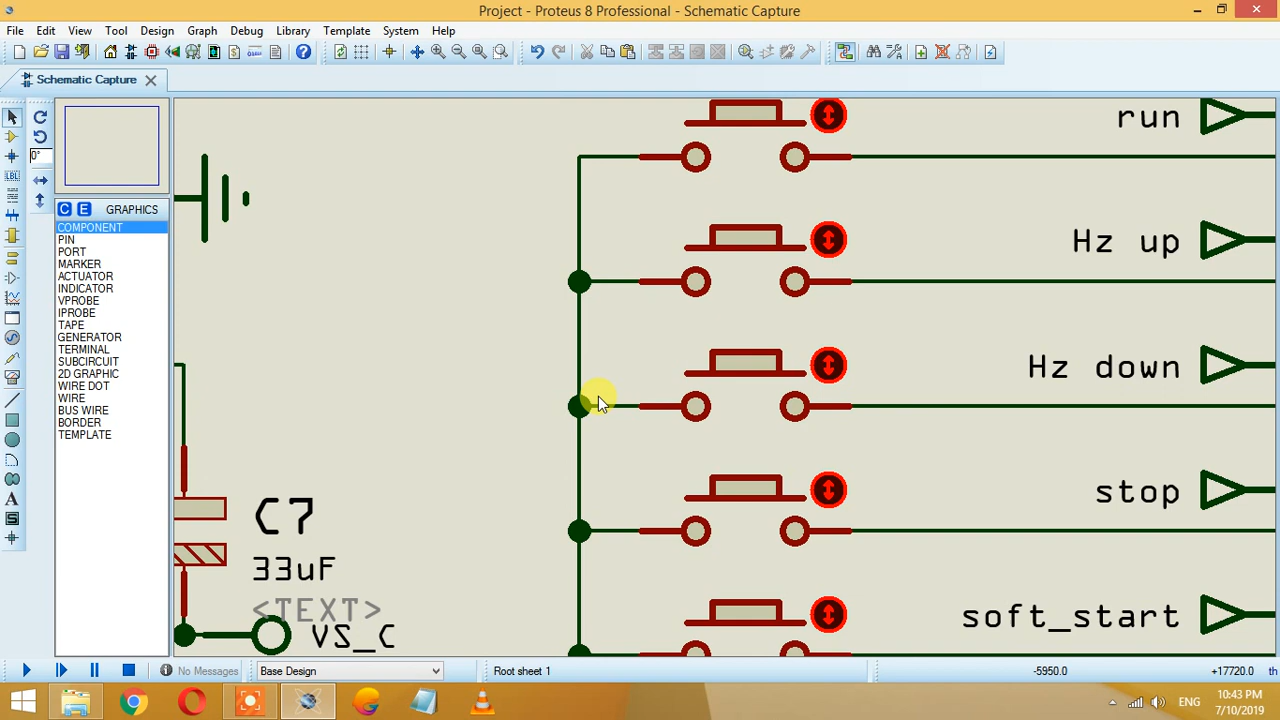 Project - Proteus 8 Professional - Schematic Capture
File Edit View Tool Design Graph Debug Library Template System Help
Schematic Capture
0°
LBL
C E GRAPHICS
COMPONENT
PIN
PORT
MARKER
ACTUATOR
INDICATOR
VPROBE
IPROBE
TAPE
GENERATOR
TERMINAL
SUBCIRCUIT
2D GRAPHIC
WIRE DOT
WIRE
BUS WIRE
BORDER
TEMPLATE
A
S
run
Hz up
Hz down
stop
soft_start
C7
33uF
<TEXT>
VS_C
No Messages
Base Design
Root sheet 1
-5950.0
+17720.0
th
ENG
10:43 PM
7/10/2019